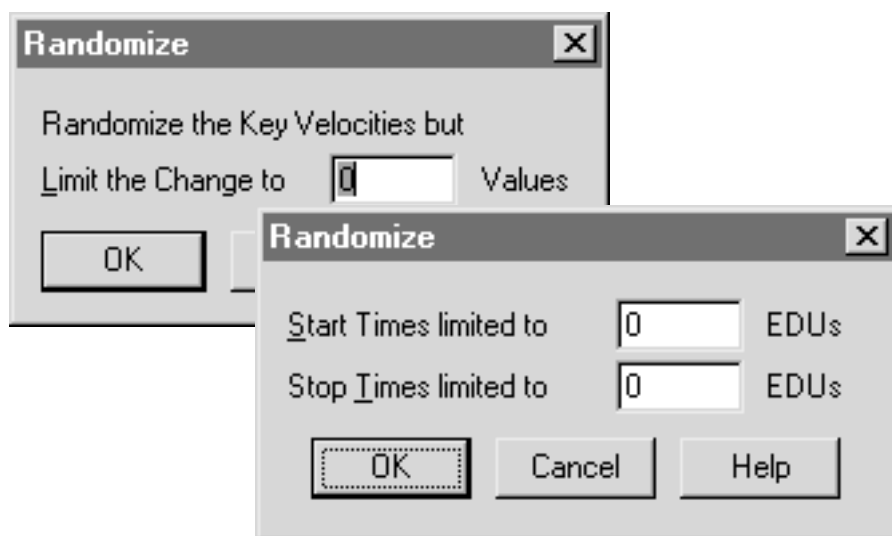 Randomize
Randomize the Key Velocities but
Limit the Change to 0 Values
OK
Randomize
Start Times limited to 0 EDUs
Stop Times limited to 0 EDUs
OK Cancel Help